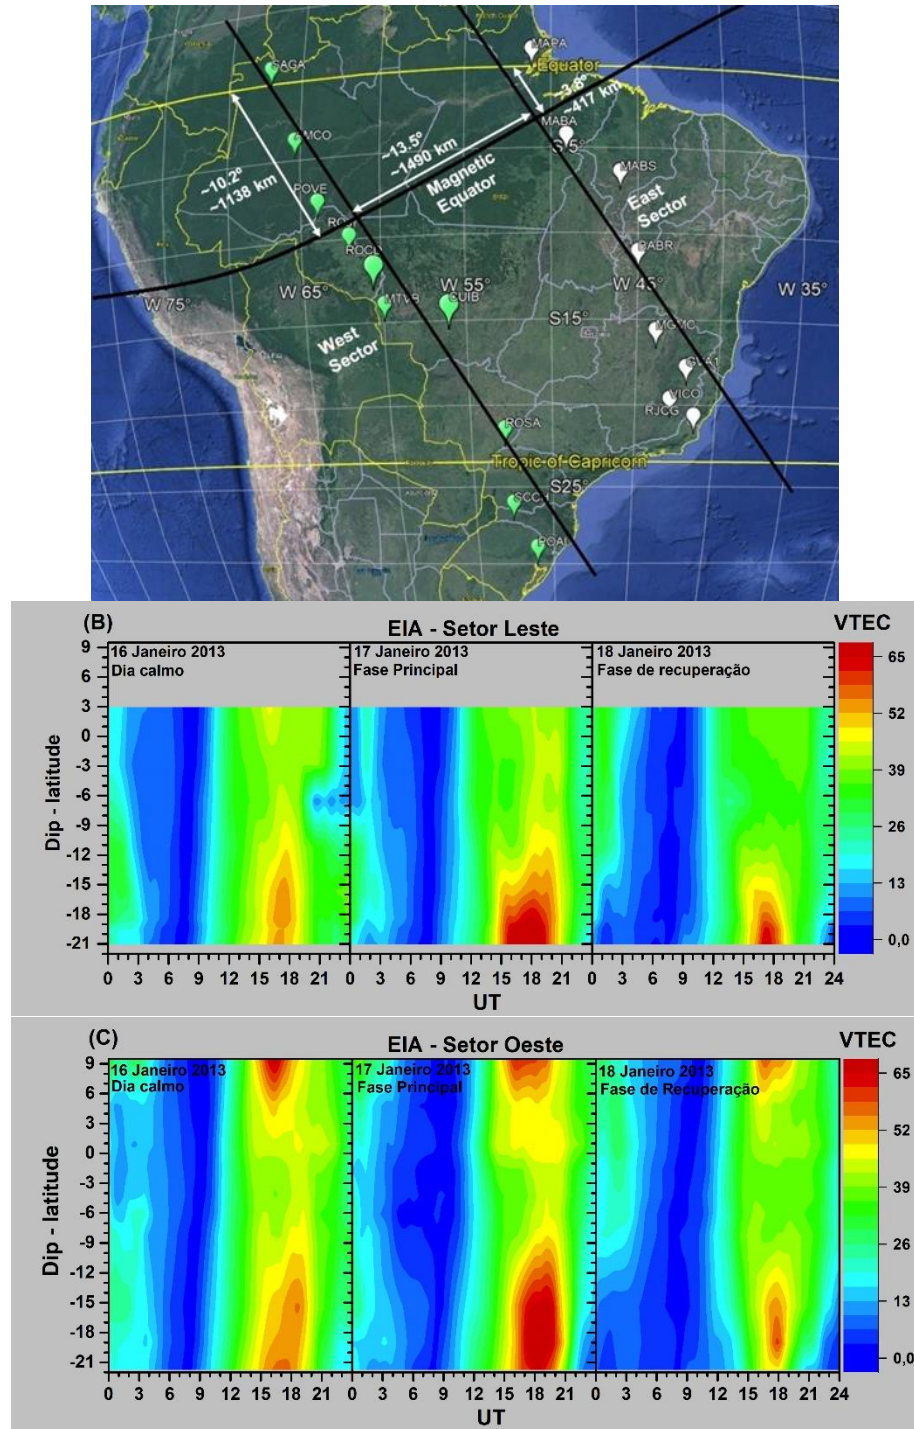 MAPA
Equator
SAGA
~3.8º
~417 km
MABA
S 5°
~13.5º
~1490 km
MABS
~10.2º
~1138 km
Magnetic
Equator
East
Sector
POVE
PABR
W 75°
W 65°
W 55°
W 45°
W 35°
MTVB
CUIB
S15°
MGMC
West
Sector
VICO
RJCG
ROSA
Tropic of Capricorn
S25°
POAL
(B)
EIA - Setor Leste
VTEC
16 Janeiro 2013
Dia calmo
17 Janeiro 2013
Fase Principal
18 Janeiro 2013
Fase de recuperação
Dip - latitude
9
6
3
0
-3
-6
-9
-12
-15
-18
-21
65
52
39
26
13
0,0
0 3 6 9 12 15 18 21 0 3 6 9 12 15 18 21 0 3 6 9 12 15 18 21 24
UT
(C)
EIA - Setor Oeste
VTEC
16 Janeiro 2013
Dia calmo
17 Janeiro 2013
Fase Principal
18 Janeiro 2013
Fase de Recuperação
Dip - latitude
9
6
3
0
-3
-6
-9
-12
-15
-18
-21
65
52
39
26
13
0,0
0 3 6 9 12 15 18 21 0 3 6 9 12 15 18 21 0 3 6 9 12 15 18 21 24
UT